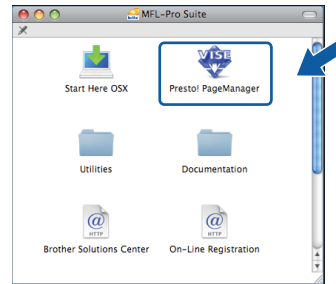 MFL-Pro Suite
VISE
Start Here OSX
Presto! PageManager
Utilities
Documentation
@
HTTP
@
HTTP
Brother Solutions Center
On-Line Registration